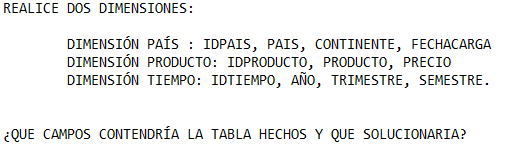 REALICE DOS DIMENSIONES:
DIMENSIÓN PAÍS : IDPAIS, PAIS, CONTINENTE, FECHACARGA
DIMENSIÓN PRODUCTO: IDPRODUCTO, PRODUCTO, PRECIO
DIMENSIÓN TIEMPO: IDTIEMPO, AÑO, TRIMESTRE, SEMESTRE.
¿QUE CAMPOS CONTENDRÍA LA TABLA HECHOS Y QUE SOLUCIONARIA?